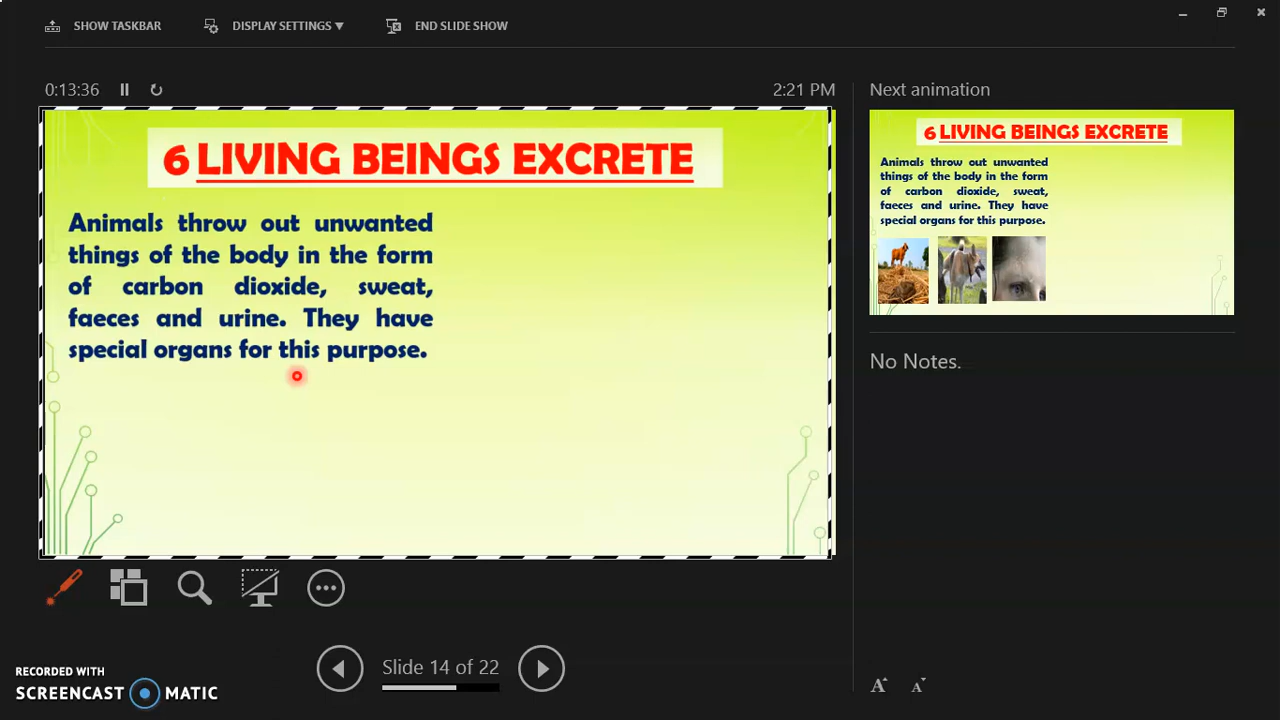 SHOW TASKBAR
DISPLAY SETTINGS
END SLIDE SHOW
0:13:36
2:21 PM
6 LIVING BEINGS EXCRETE
Animals throw out unwanted
things of the body in the form
of carbon dioxide, sweat,
faeces and urine. They have
special organs for this purpose.
Next animation
6 LIVING BEINGS EXCRETE
Animals throw out unwanted
things of the body in the form
of carbon dioxide, sweat,
faeces and urine. They have
special organs for this purpose.
No Notes.
Slide 14 of 22
A A
RECORDED WITH
SCREENCAST MATIC